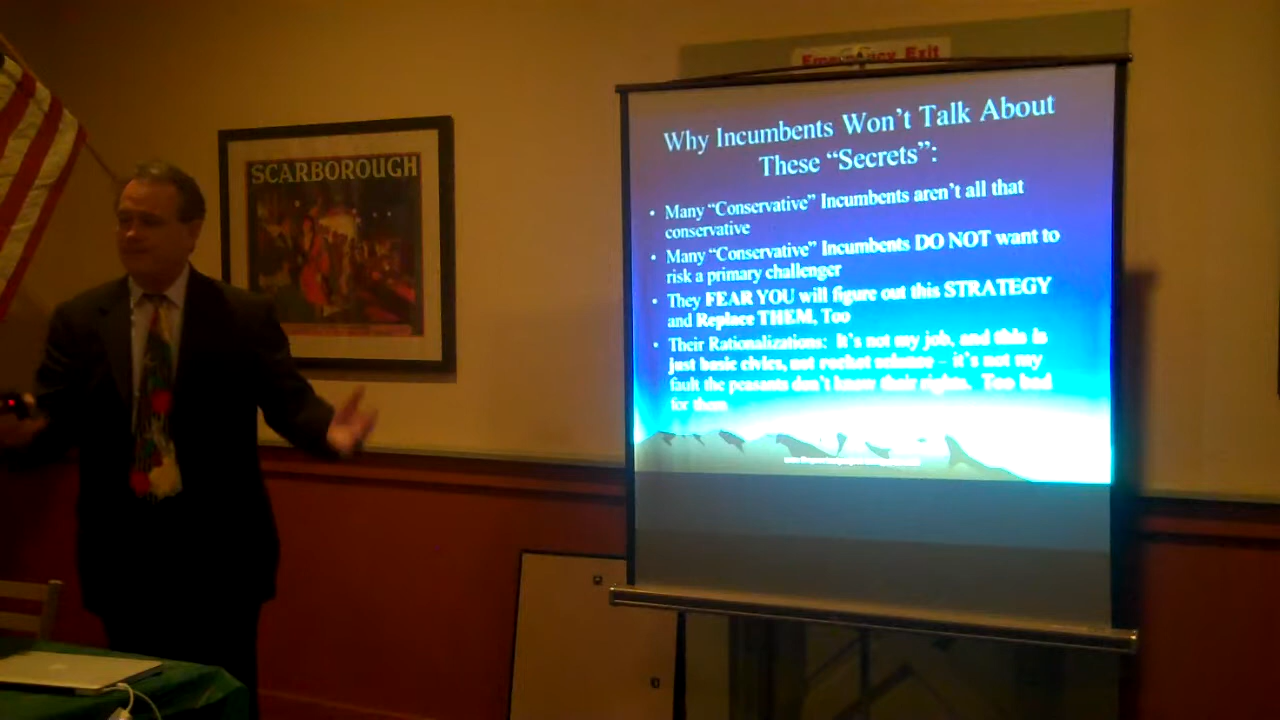 Emergency Exit
SCARBOROUGH
Why Incumbents Won't Talk About
These “Secrets”:
• Many “Conservative” Incumbents aren't all that
conservative
• Many “Conservative” Incumbents DO NOT want to
risk a primary challenger
• They FEAR YOU will figure out this STRATEGY
and Replace THEM, Too
• Their Rationalizations: It's not my job, and this is
just basic civics, not rocket science – it's not my
fault the peasants don't know their rights. Too bad
for them